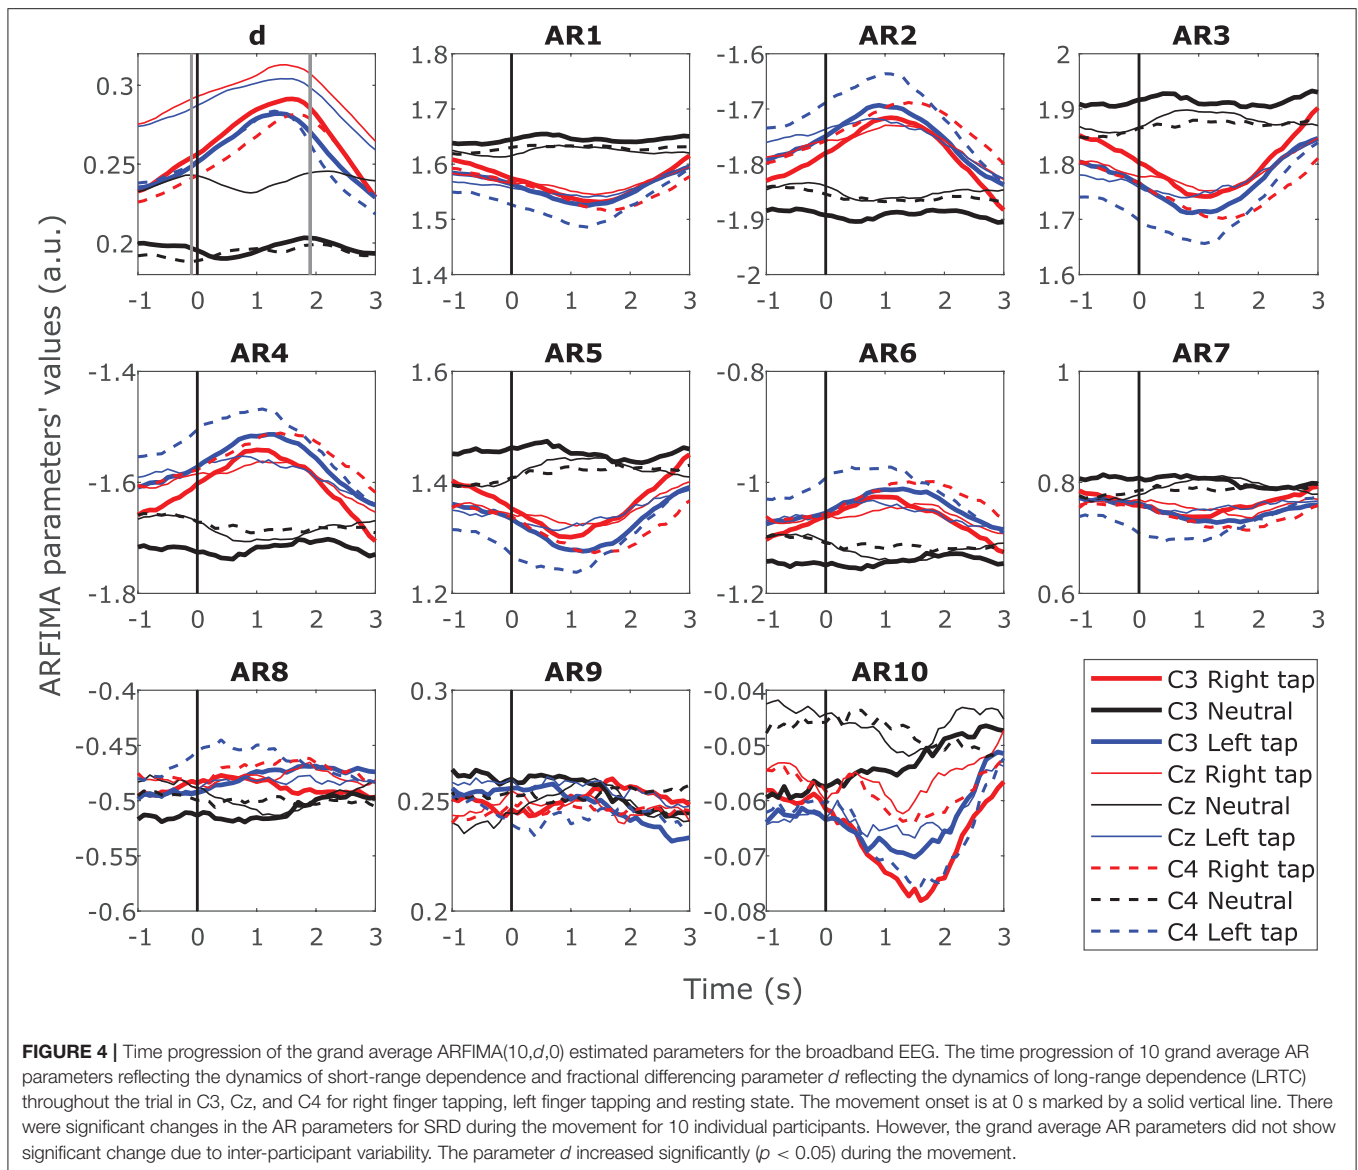 d AR1 AR2 AR3
0.3
0.25
0.2
-1 0 1 2 3
1.8
1.7
1.6
1.5
1.4
-1 0 1 2 3
-1.6
-1.7
-1.8
-1.9
-2
-1 0 1 2 3
2
1.9
1.8
1.7
1.6
-1 0 1 2 3
ARFIMA parameters' values (a.u.)
AR4 AR5 AR6 AR7
-1.4
-1.6
-1.8
-1 0 1 2 3
1.6
1.4
1.2
-1 0 1 2 3
-0.8
-1
-1.2
-1 0 1 2 3
1
0.8
0.6
-1 0 1 2 3
AR8 AR9 AR10
-0.4
-0.45
-0.5
-0.55
-0.6
-1 0 1 2 3
0.3
0.25
0.2
-1 0 1 2 3
-0.04
-0.05
-0.06
-0.07
-0.08
-1 0 1 2 3
C3 Right tap
C3 Neutral
C3 Left tap
Cz Right tap
Cz Neutral
Cz Left tap
C4 Right tap
C4 Neutral
C4 Left tap
Time (s)
FIGURE 4 | Time progression of the grand average ARFIMA(10,d,0) estimated parameters for the broadband EEG. The time progression of 10 grand average AR
parameters reflecting the dynamics of short-range dependence and fractional differencing parameter d reflecting the dynamics of long-range dependence (LRTC)
throughout the trial in C3, Cz, and C4 for right finger tapping, left finger tapping and resting state. The movement onset is at 0 s marked by a solid vertical line. There
were significant changes in the AR parameters for SRD during the movement for 10 individual participants. However, the grand average AR parameters did not show
significant change due to inter-participant variability. The parameter d increased significantly (p < 0.05) during the movement.